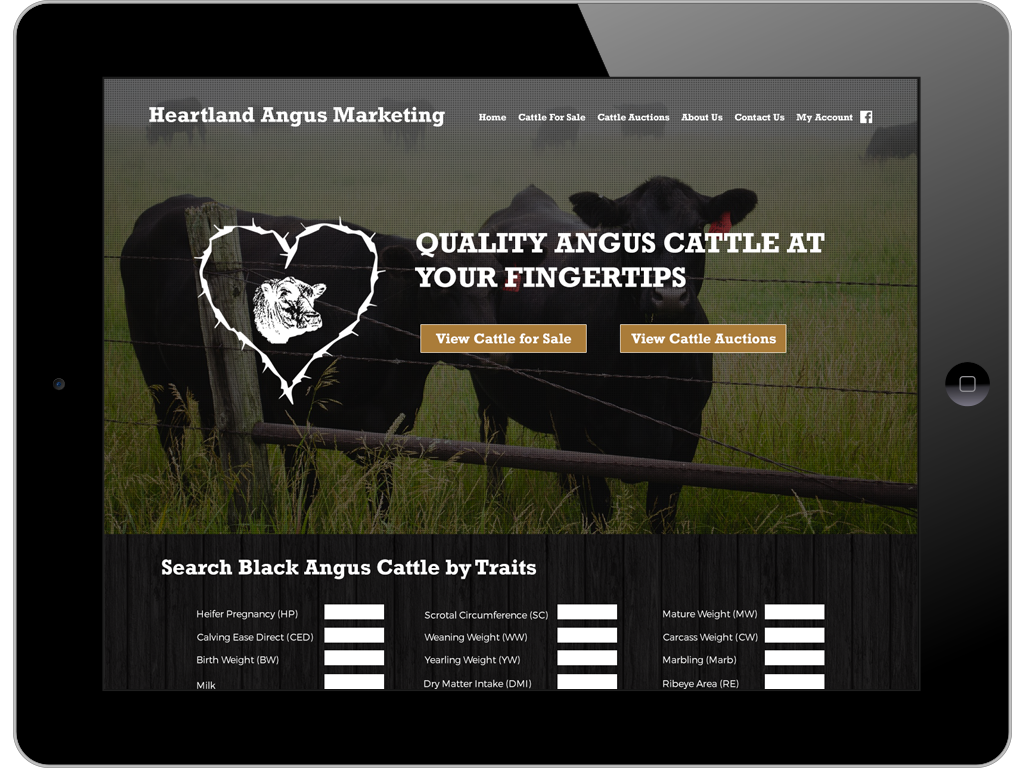 Heartland Angus Marketing
Home Cattle For Sale Cattle Auctions About Us Contact Us My Account
QUALITY ANGUS CATTLE AT
YOUR FINGERTIPS
View Cattle for Sale View Cattle Auctions
Search Black Angus Cattle by Traits
Heifer Pregnancy (HP) Scrotal Circumference (SC) Mature Weight (MW)
Calving Ease Direct (CED) Weaning Weight (WW) Carcass Weight (CW)
Birth Weight (BW) Yearling Weight (YW) Marbling (Marb)
Milk Dry Matter Intake (DMI) Ribeye Area (RE)